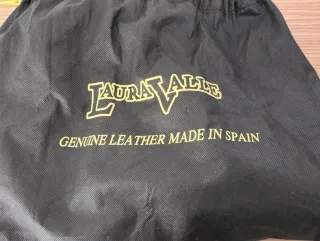 LAURA VALLE
GENUINE LEATHER MADE IN SPAIN